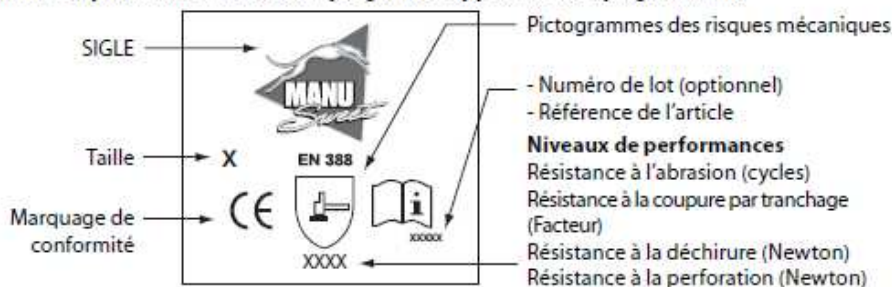 SIGLE
MANU
Sweet
Taille
X
EN 388
Marquage de
conformité
CE
i
xxxxx
XXXX
Pictogrammes des risques mécaniques
- Numéro de lot (optionnel)
- Référence de l'article
Niveaux de performances
Résistance à l'abrasion (cycles)
Résistance à la coupure par tranchage
(Facteur)
Résistance à la déchirure (Newton)
Résistance à la perforation (Newton)